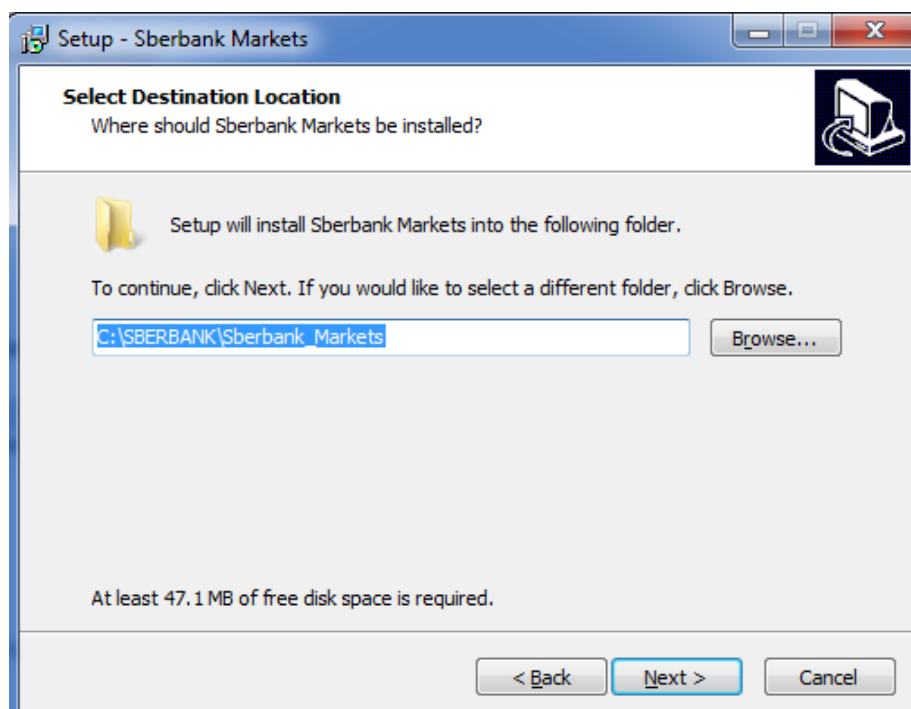 Setup - Sberbank Markets
Select Destination Location
Where should Sberbank Markets be installed?
Setup will install Sberbank Markets into the following folder.
To continue, click Next. If you would like to select a different folder, click Browse.
C:\SBERBANK\Sberbank_Markets
Browse...
At least 47.1 MB of free disk space is required.
< Back Next > Cancel